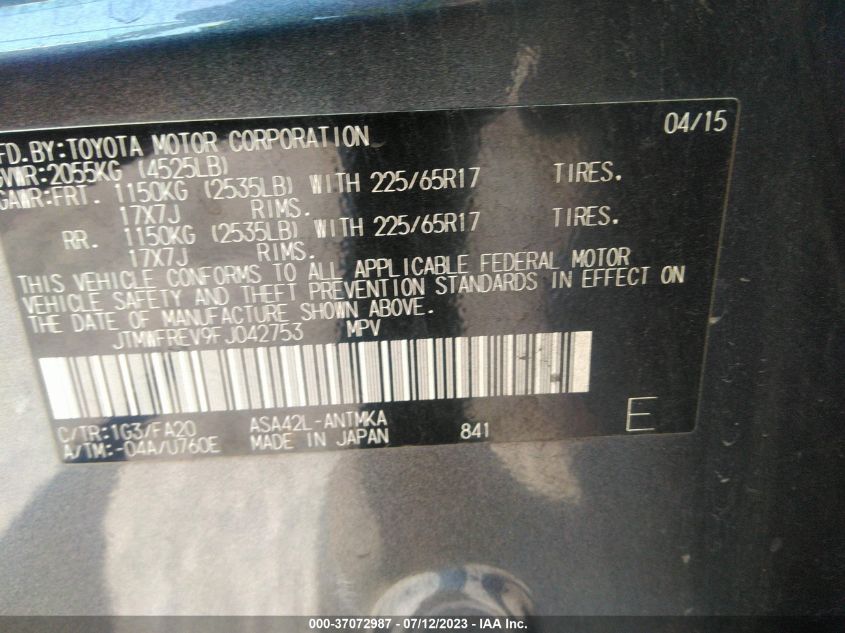 FD.BY:TOYOTA MOTOR CORPORATION 04/15
GVWR:2055KG (4525LB)
GAWR:FRT. 1150KG (2535LB) WITH 225/65R17 TIRES.
17X7J RIMS.
RR. 1150KG (2535LB) WITH 225/65R17 TIRES.
17X7J RIMS.
THIS VEHICLE CONFORMS TO ALL APPLICABLE FEDERAL MOTOR
VEHICLE SAFETY AND THEFT PREVENTION STANDARDS IN EFFECT ON
THE DATE OF MANUFACTURE SHOWN ABOVE.
JTMWFREV9FJ042753 MPV
C/TR:1G3/FA20 ASA42L-ANTMKA
A/TM:-04A/U760E MADE IN JAPAN 841 E
000-37072987 - 07/12/2023 - IAA Inc.